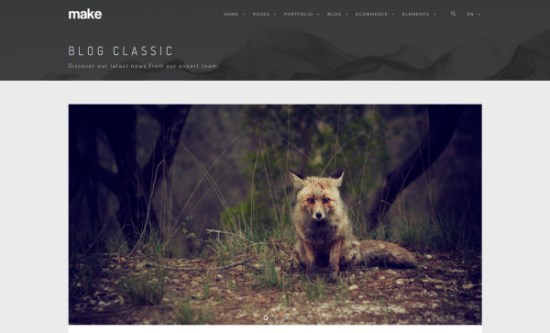 make
HOME PAGES PORTFOLIO BLOG ECOMMERCE ELEMENTS EN
BLOG CLASSIC
Discover our latest news from our expert team